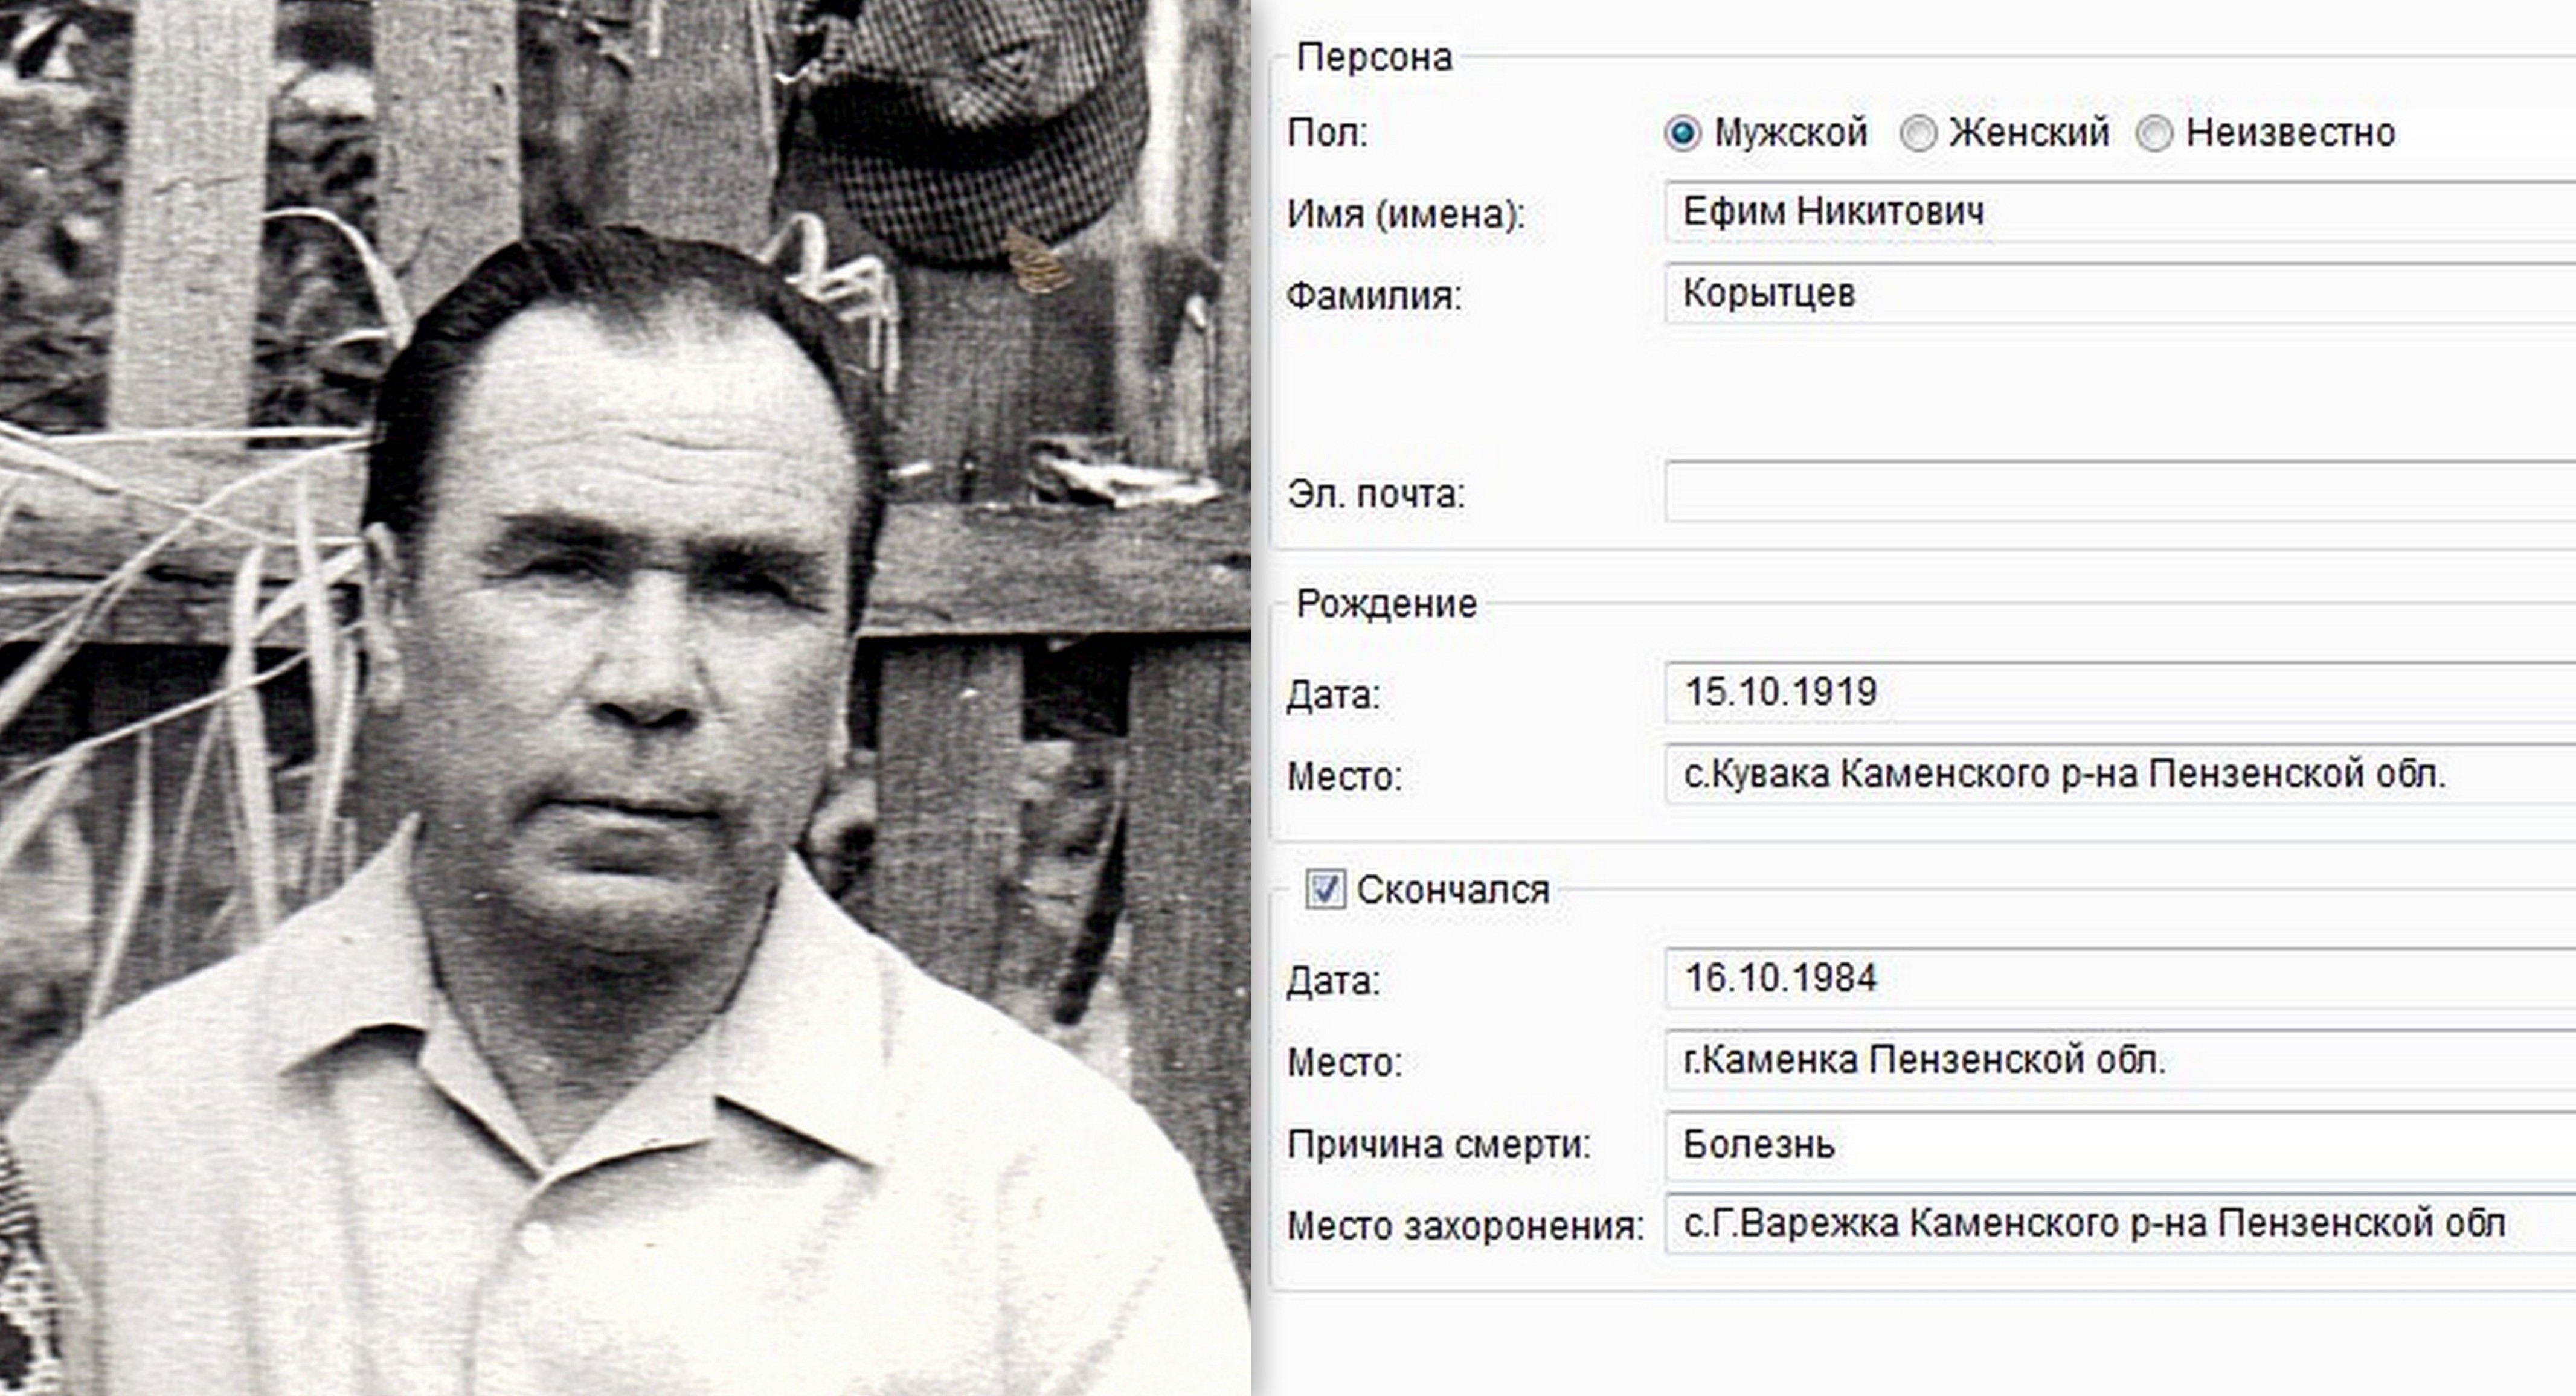 Персона
Пол: Мужской Женский Неизвестно
Имя (имена): Ефим Никитович
Фамилия: Корытцев
Эл. почта:
Рождение
Дата: 15.10.1919
Место: с.Кувака Каменского р-на Пензенской обл.
Скончался
Дата: 16.10.1984
Место: г.Каменка Пензенской обл.
Причина смерти: Болезнь
Место захоронения: с.Г.Варежка Каменского р-на Пензенской обл